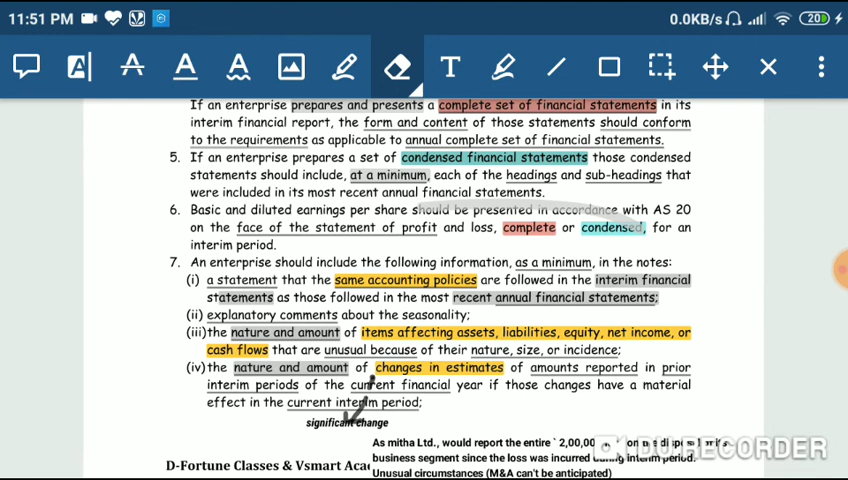 11:51 PM 0.0KB/s 20
A A A A T
If an enterprise prepares and presents a complete set of financial statements in its
interim financial report, the form and content of those statements should conform
to the requirements as applicable to annual complete set of financial statements.
5. If an enterprise prepares a set of condensed financial statements those condensed
statements should include, at a minimum, each of the headings and sub-headings that
were included in its most recent annual financial statements.
6. Basic and diluted earnings per share should be presented in accordance with AS 20
on the face of the statement of profit and loss, complete or condensed, for an
interim period.
7. An enterprise should include the following information, as a minimum, in the notes:
(i) a statement that the same accounting policies are followed in the interim financial
statements as those followed in the most recent annual financial statements;
(ii) explanatory comments about the seasonality;
(iii)the nature and amount of items affecting assets, liabilities, equity, net income, or
cash flows that are unusual because of their nature, size, or incidence;
(iv)the nature and amount of changes in estimates of amounts reported in prior
interim periods of the current financial year if those changes have a material
effect in the current interim period;
significant change
As mitha Ltd., would report the entire ` 2,00,00 on the disposal its
DU RECORDER
business segment since the loss was incurred during interim period.
D-Fortune Classes & Vsmart Aca
Unusual circumstances (M&A can't be anticipated)